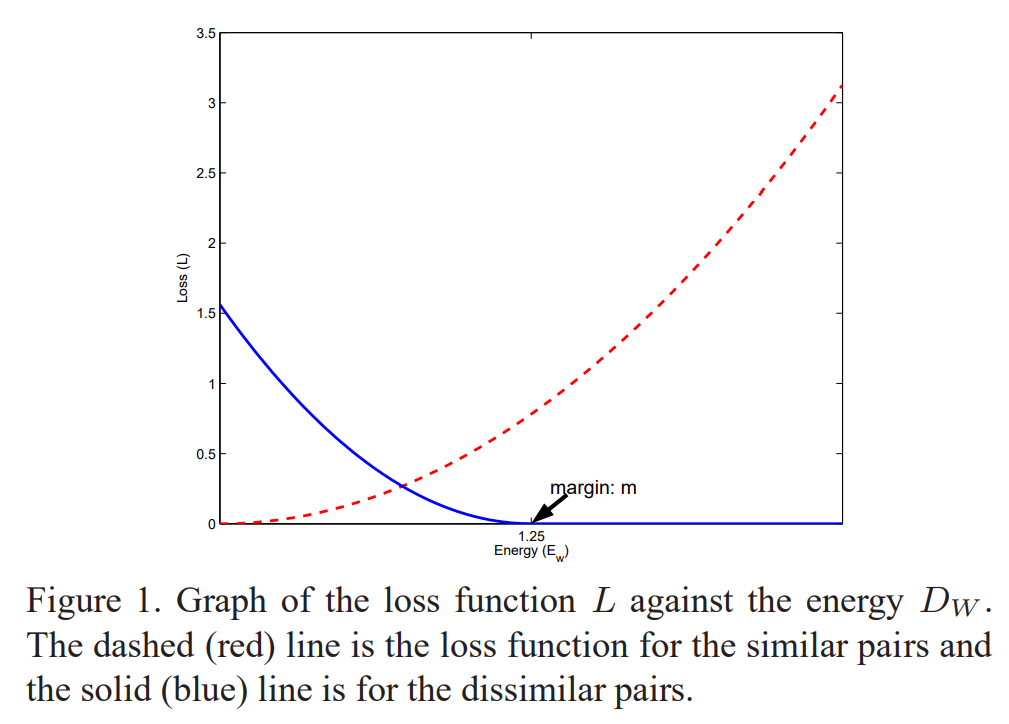 3.5
3
2.5
2
1.5
1
0.5
0
Loss (L)
margin: m
1.25
Energy (E_w)
Figure 1. Graph of the loss function L against the energy D_W.
The dashed (red) line is the loss function for the similar pairs and
the solid (blue) line is for the dissimilar pairs.